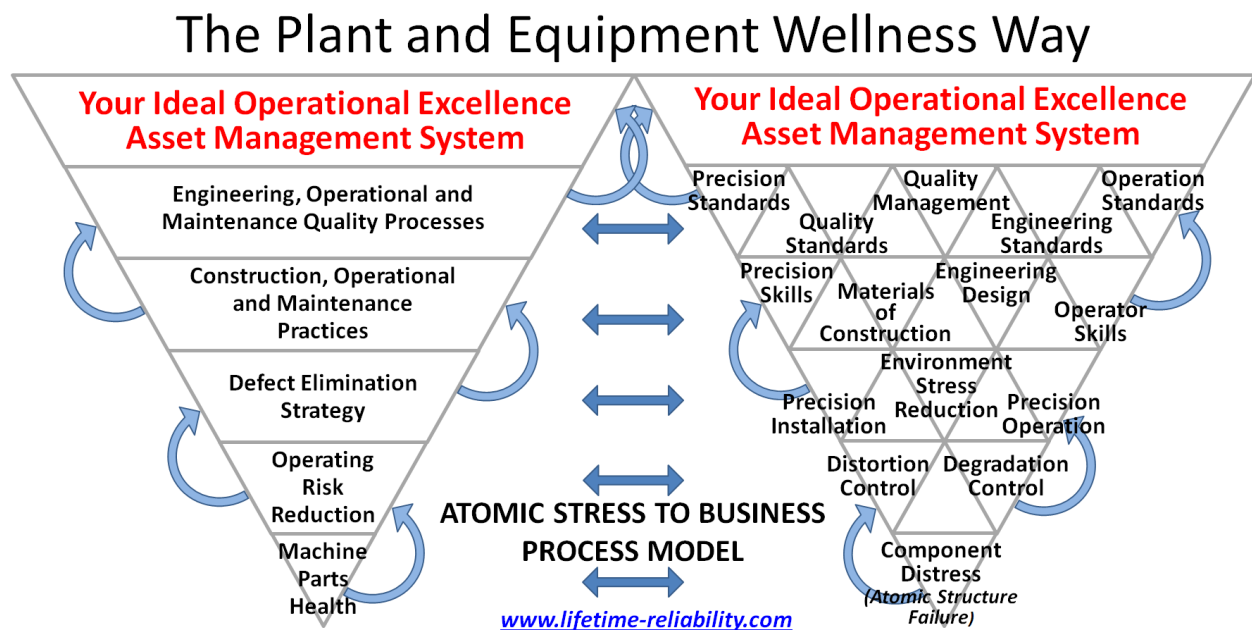 The Plant and Equipment Wellness Way
Your Ideal Operational Excellence
Asset Management System
Engineering, Operational and
Maintenance Quality Processes
Construction, Operational
and Maintenance
Practices
Defect Elimination
Strategy
Operating
Risk
Reduction
Machine
Parts
Health
Your Ideal Operational Excellence
Asset Management System
Precision
Standards
Quality
Standards
Quality
Management
Engineering
Standards
Operation
Standards
Precision
Skills
Materials
of
Construction
Engineering
Design
Operator
Skills
Precision
Installation
Environment
Stress
Reduction
Precision
Operation
Distortion
Control
Degradation
Control
Component
Distress
(Atomic Structure
Failure)
ATOMIC STRESS TO BUSINESS
PROCESS MODEL
www.lifetime-reliability.com